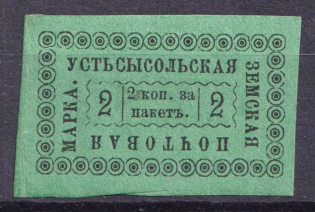 УСТЬСЫСОЛЬСКАЯ
ЗЕМСКАЯ
ПОЧТОВАЯ
МАРКА.
2
2 коп. за
пакетъ.
2